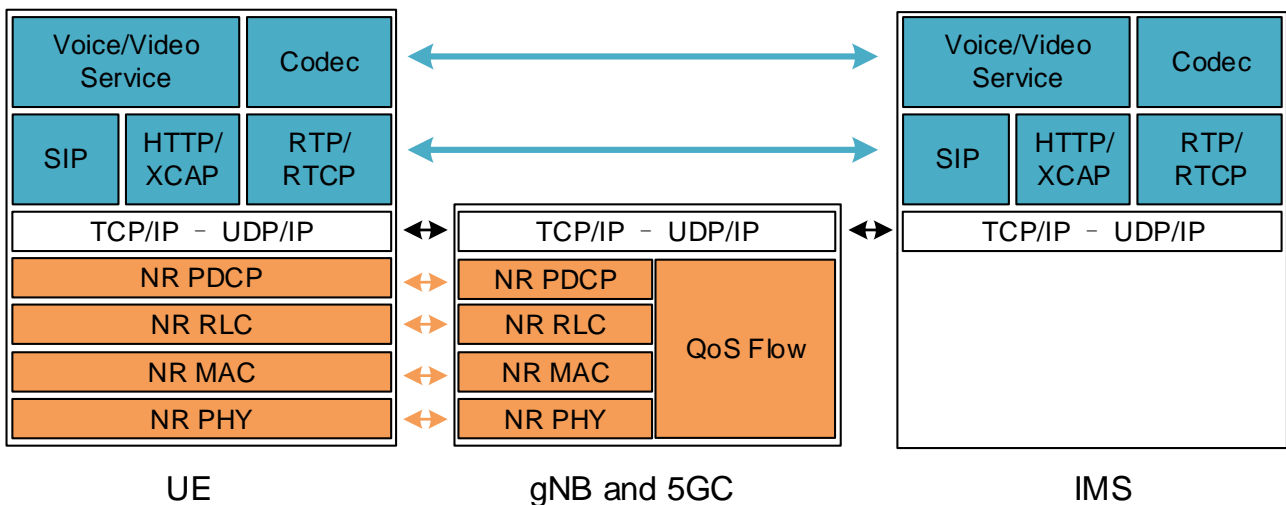 Voice/Video
Service
Codec
SIP
HTTP/
XCAP
RTP/
RTCP
TCP/IP – UDP/IP
NR PDCP
NR RLC
NR MAC
NR PHY
UE
TCP/IP – UDP/IP
NR PDCP
NR RLC
NR MAC
NR PHY
QoS Flow
gNB and 5GC
Voice/Video
Service
Codec
SIP
HTTP/
XCAP
RTP/
RTCP
TCP/IP – UDP/IP
IMS